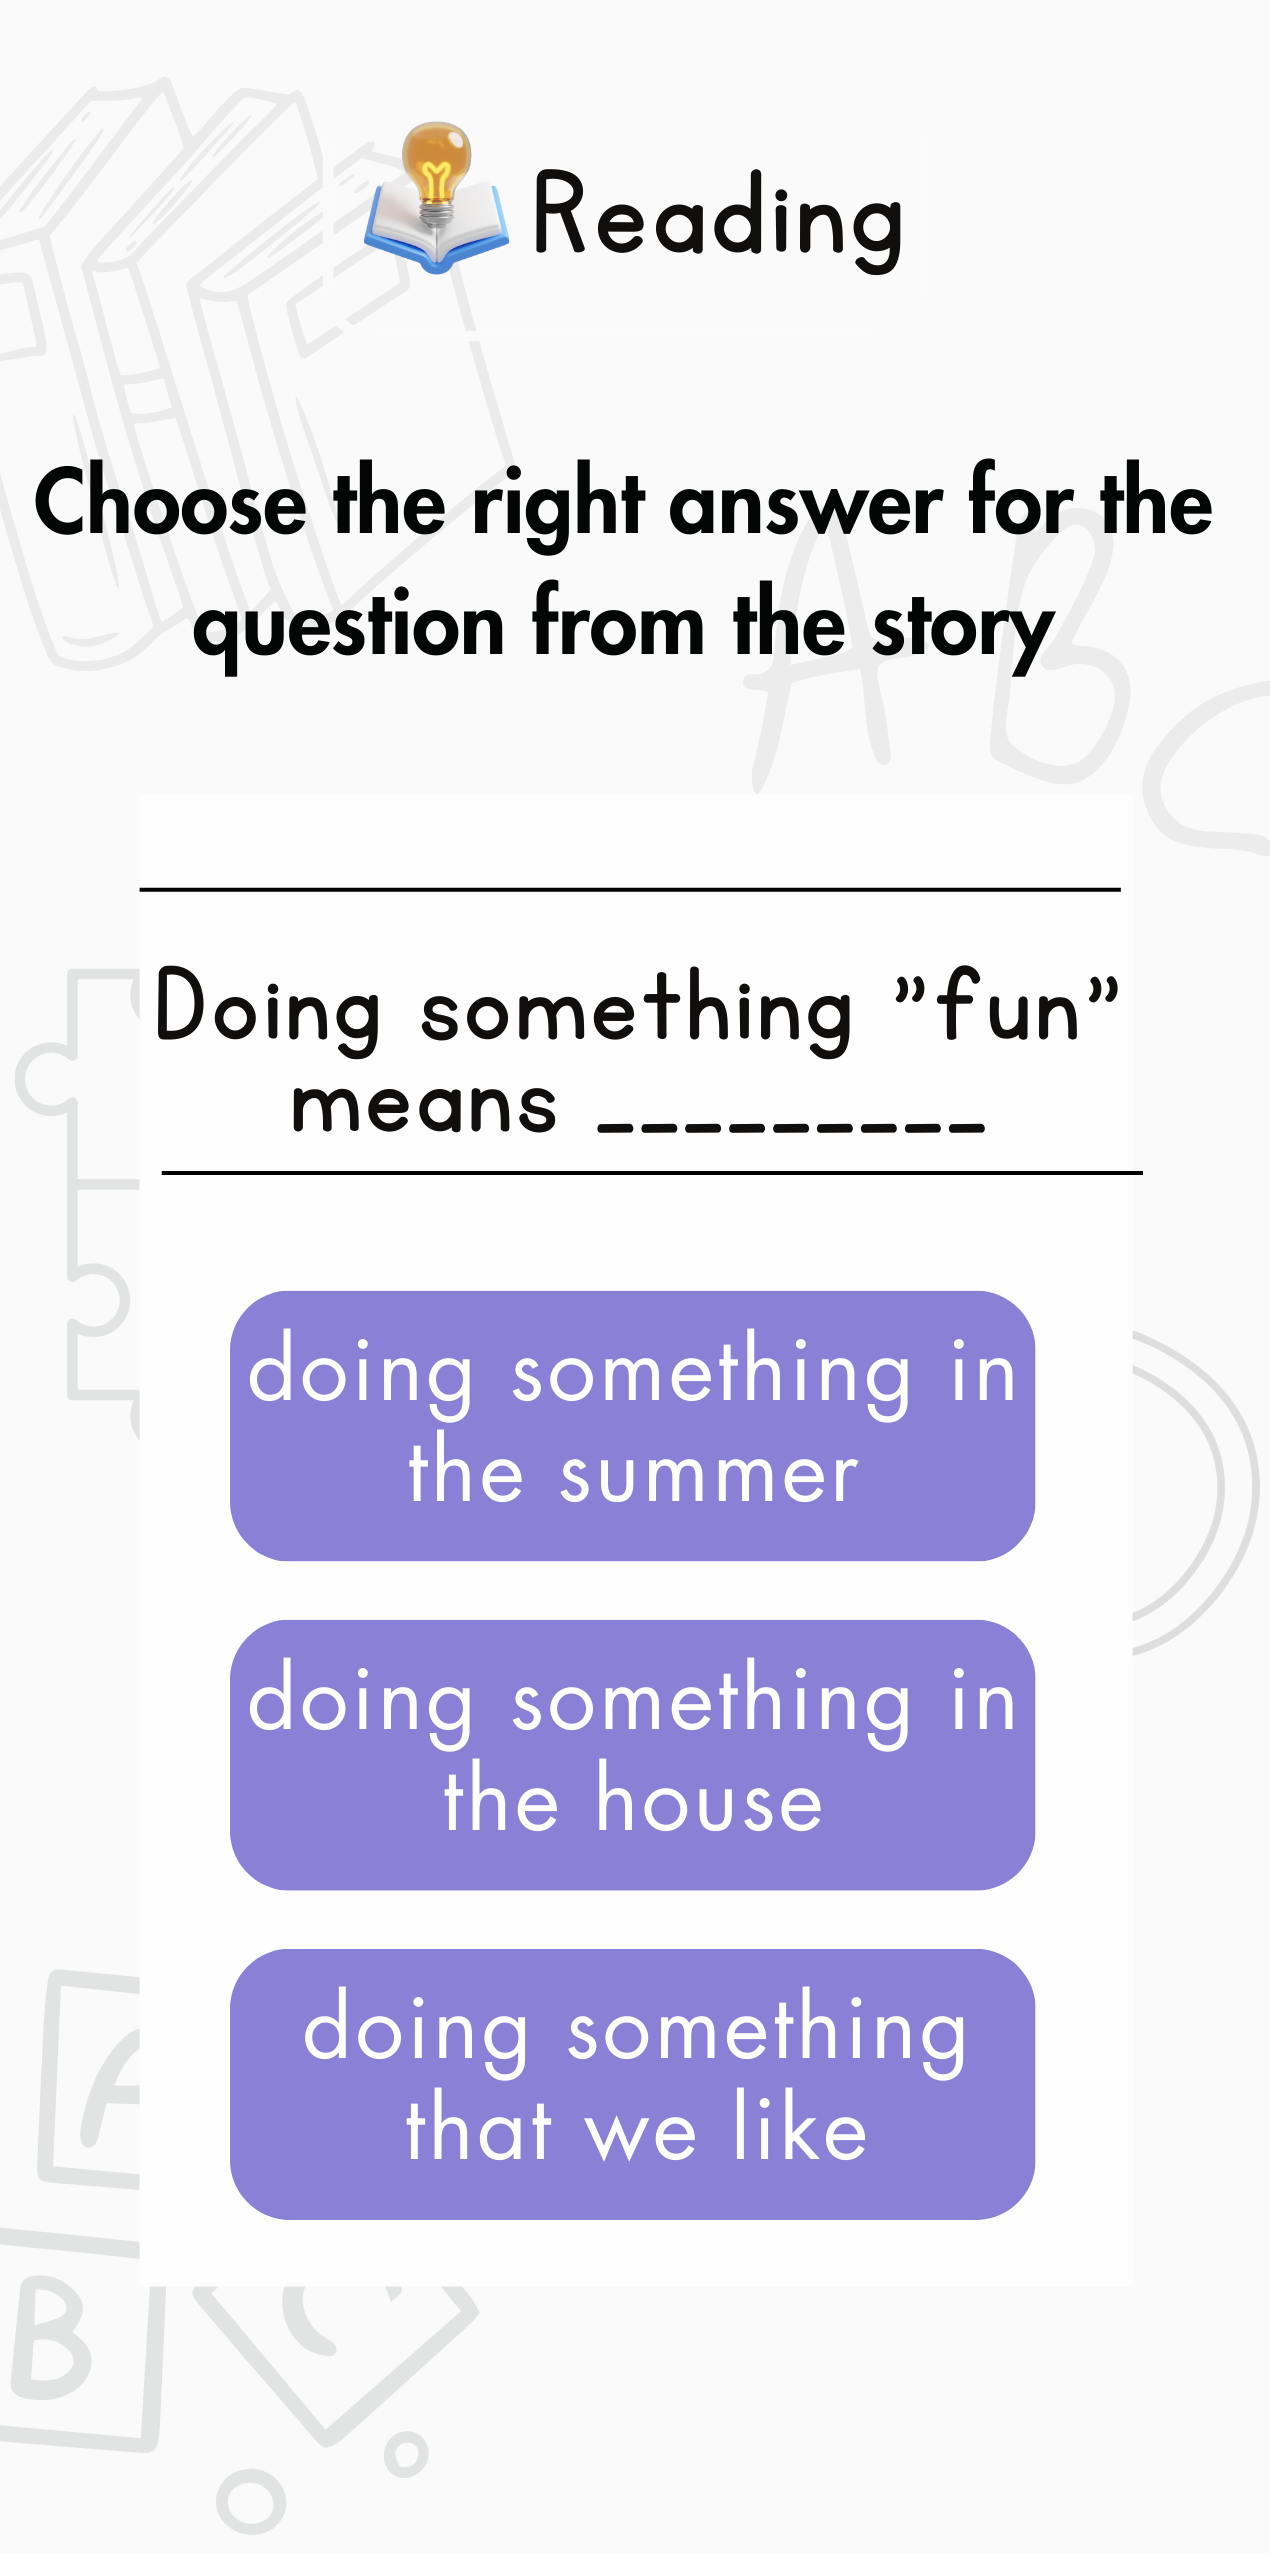 Reading
Choose the right answer for the
question from the story
Doing something ”fun”
means _________
doing something in
the summer
doing something in
the house
doing something
that we like
A B
A
B